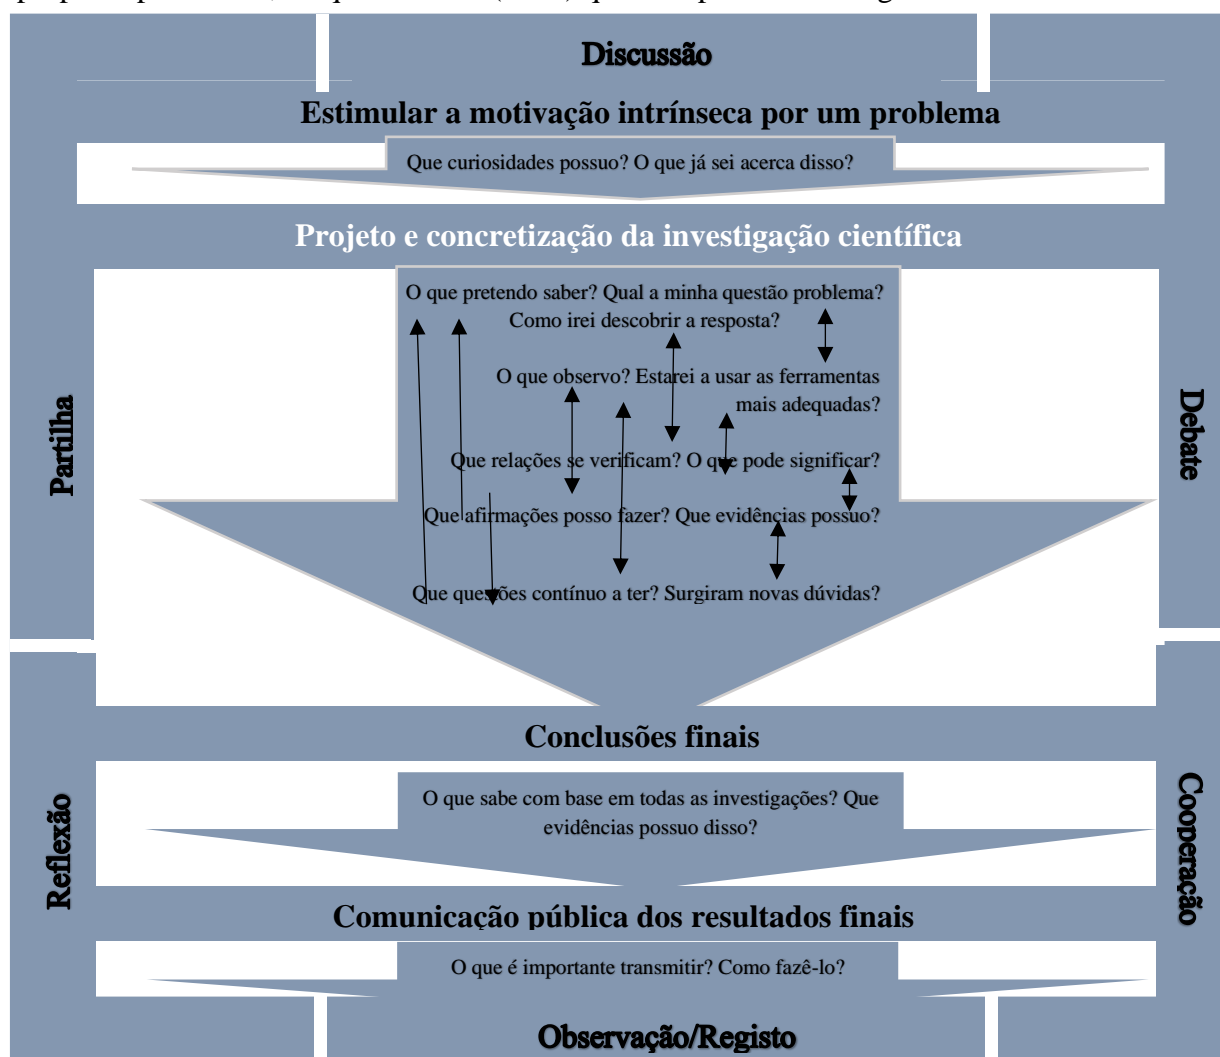 Discussão
Estimular a motivação intrínseca por um problema
Que curiosidades possuo? O que já sei acerca disso?
Projeto e concretização da investigação científica
O que pretendo saber? Qual a minha questão problema?
Como irei descobrir a resposta?
O que observo? Estarei a usar as ferramentas
mais adequadas?
Que relações se verificam? O que pode significar?
Que afirmações posso fazer? Que evidências possuo?
Que questões contínuo a ter? Surgiram novas dúvidas?
Partilha
Debate
Conclusões finais
O que sabe com base em todas as investigações? Que
evidências possuo disso?
Reflexão
Cooperação
Comunicação pública dos resultados finais
O que é importante transmitir? Como fazê-lo?
Observação/Registo